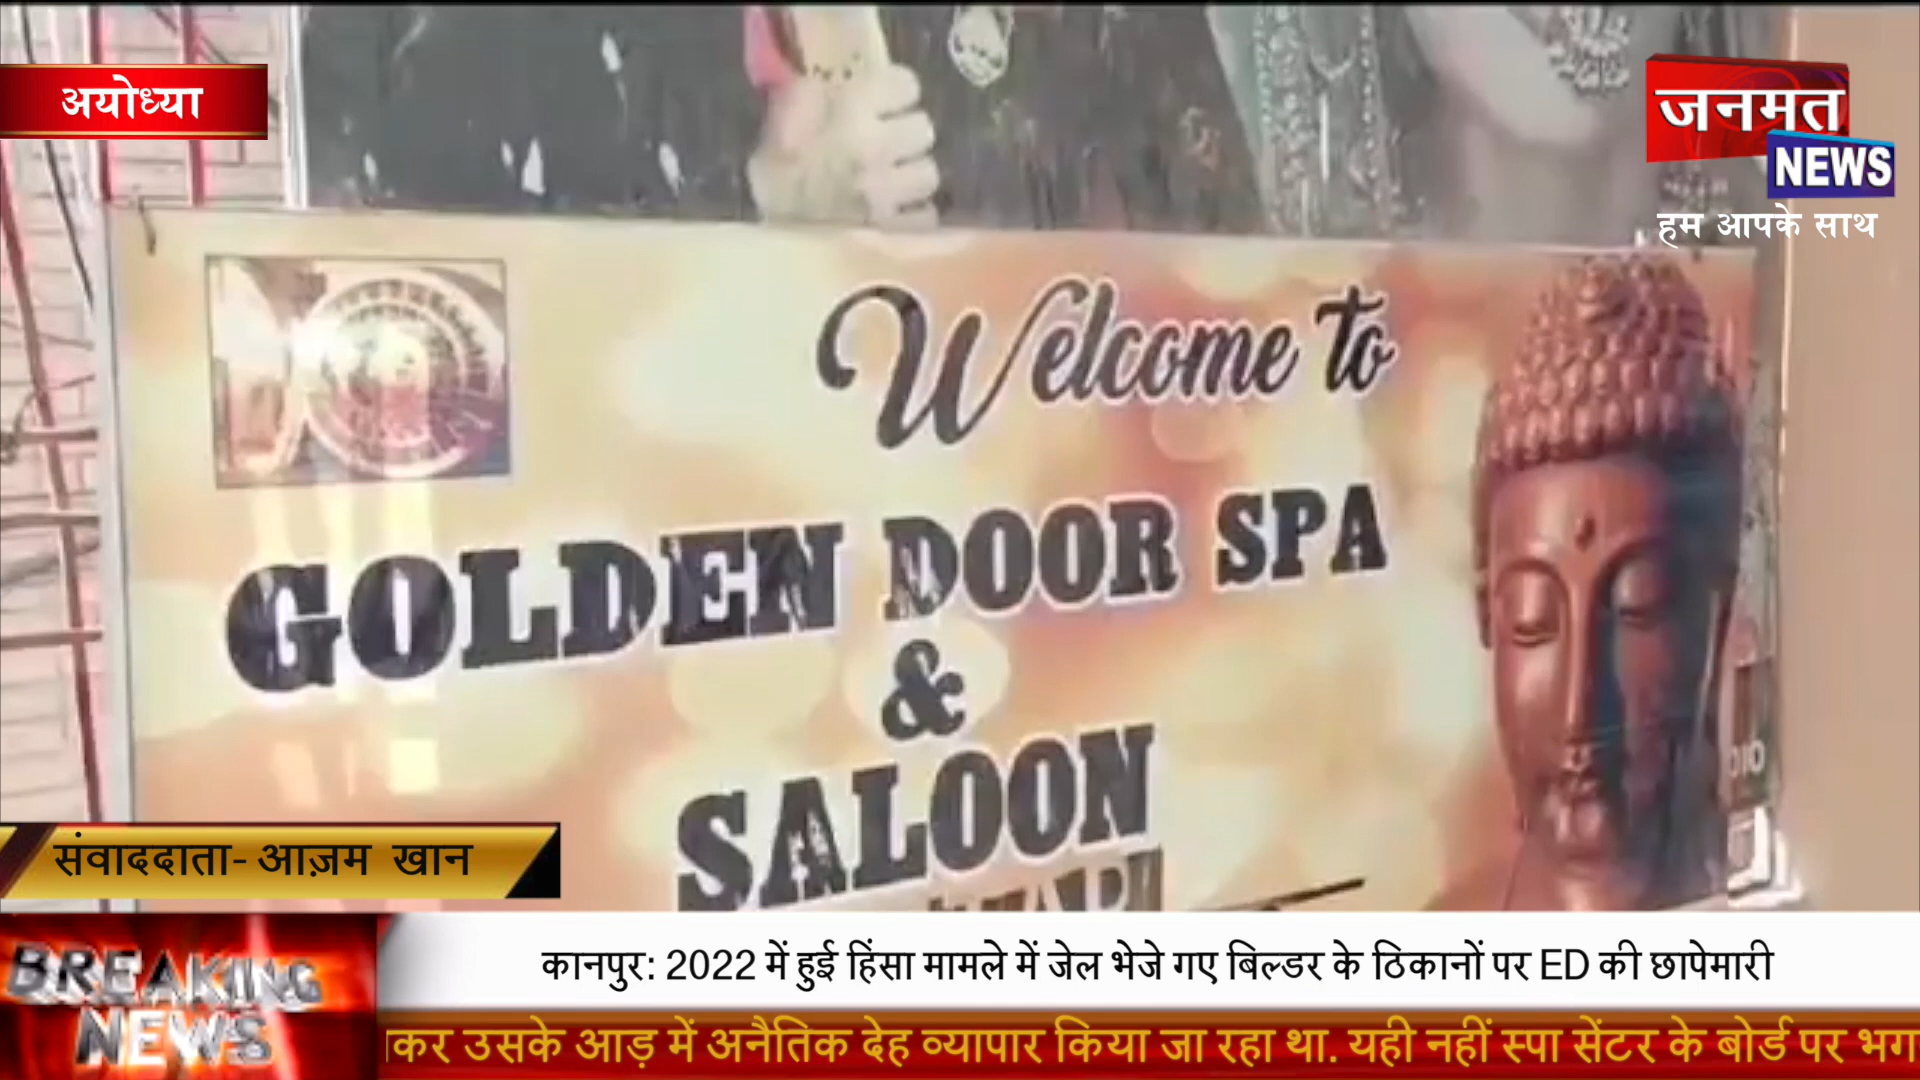 अयोध्या
जनमत
NEWS
हम आपके साथ
Welcome to
GOLDEN DOOR SPA
&
SALOON
संवाददाता- आज़म खान
BREAKING
NEWS
कानपुर: 2022 में हुई हिंसा मामले में जेल भेजे गए बिल्डर के ठिकानों पर ED की छापेमारी
कर उसके आड़ में अनैतिक देह व्यापार किया जा रहा था. यही नहीं स्पा सेंटर के बोर्ड पर भग